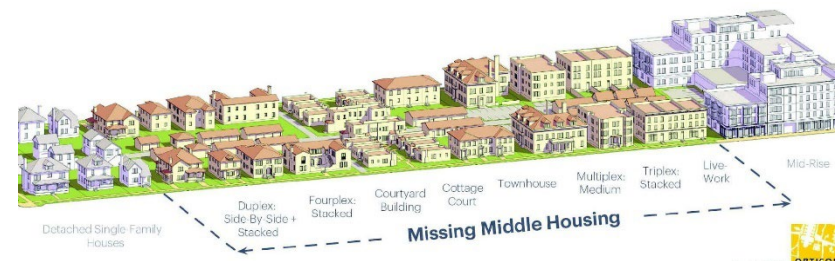 Detached Single-Family
Houses
Duplex:
Side-By-Side +
Stacked
Fourplex:
Stacked
Courtyard
Building
Cottage
Court
Townhouse
Multiplex:
Medium
Triplex:
Stacked
Live-
Work
Mid-Rise
Missing Middle Housing